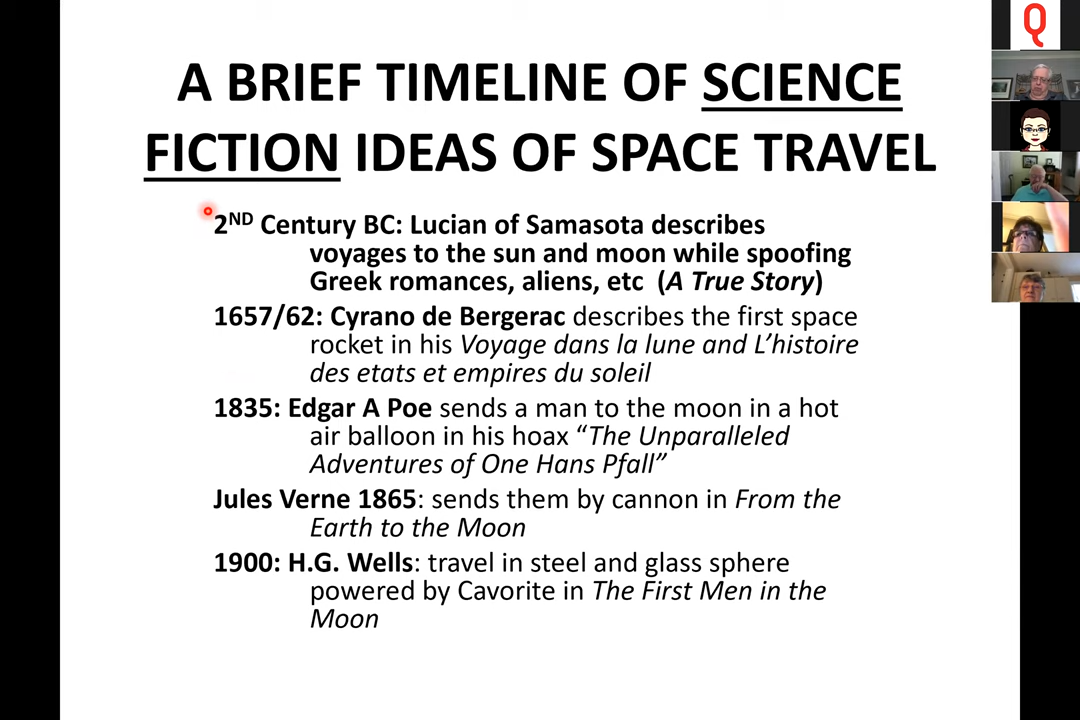 A BRIEF TIMELINE OF SCIENCE
FICTION IDEAS OF SPACE TRAVEL
2ND Century BC: Lucian of Samasota describes
voyages to the sun and moon while spoofing
Greek romances, aliens, etc (A True Story)
1657/62: Cyrano de Bergerac describes the first space
rocket in his Voyage dans la lune and L’histoire
des etats et empires du soleil
1835: Edgar A Poe sends a man to the moon in a hot
air balloon in his hoax “The Unparalleled
Adventures of One Hans Pfall”
Jules Verne 1865: sends them by cannon in From the
Earth to the Moon
1900: H.G. Wells: travel in steel and glass sphere
powered by Cavorite in The First Men in the
Moon
Q